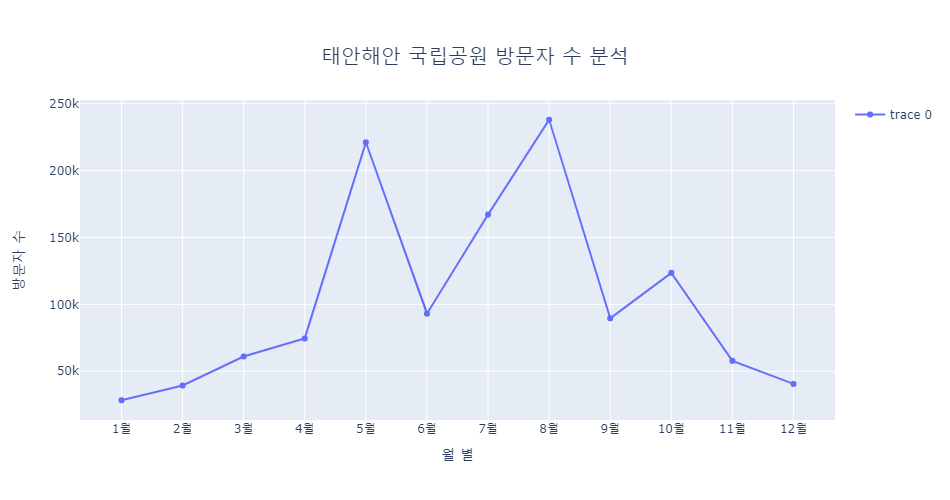 태안해안 국립공원 방문자 수 분석
250k
200k
150k
100k
50k
방문자 수
1월 2월 3월 4월 5월 6월 7월 8월 9월 10월 11월 12월
월 별
trace 0